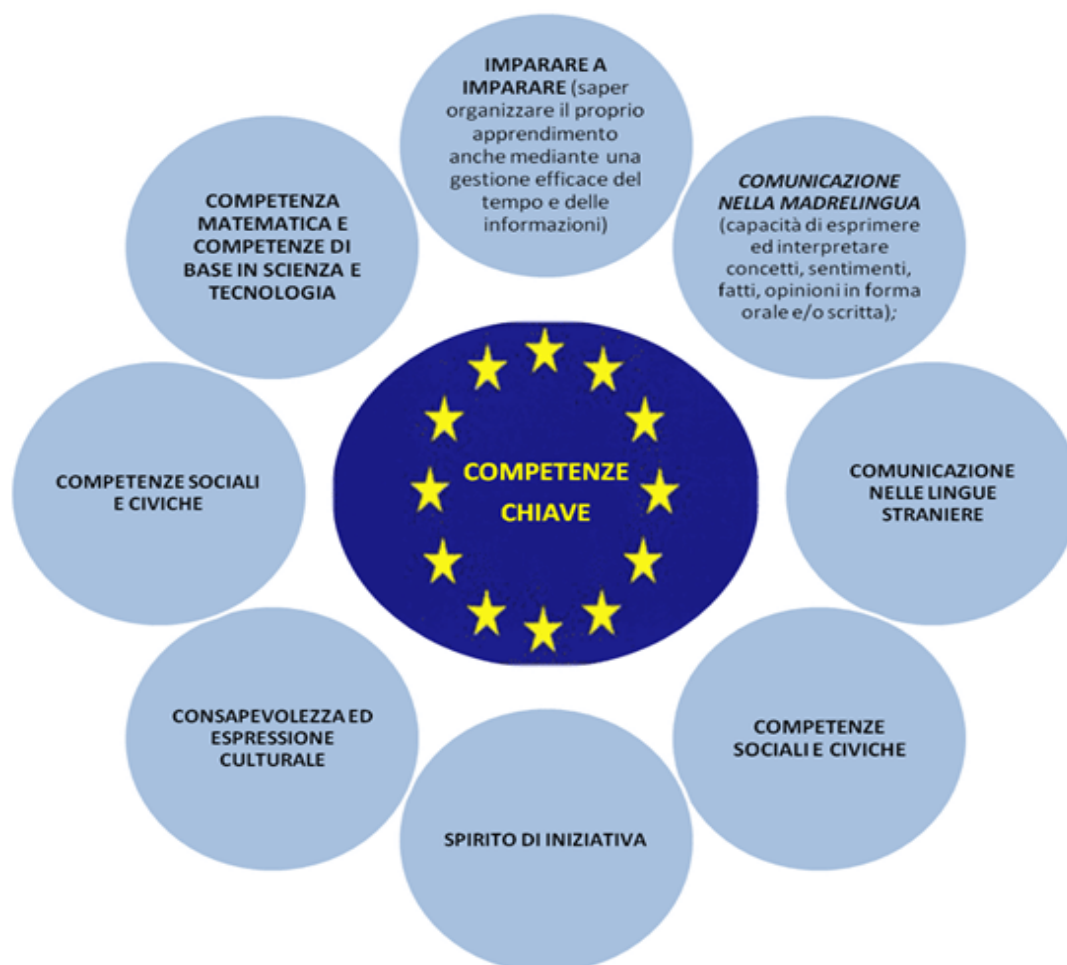 IMPARARE A
IMPARARE (saper
organizzare il proprio
apprendimento
anche mediante una
gestione efficace del
tempo e delle
informazioni)
COMUNICAZIONE
NELLA MADRELINGUA
(capacità di esprimere
ed interpretare
concetti, sentimenti,
fatti, opinioni in forma
orale e/o scritta);
COMUNICAZIONE
NELLE LINGUE
STRANIERE
COMPETENZE
SOCIALI E CIVICHE
SPIRITO DI INIZIATIVA
CONSAPEVOLEZZA ED
ESPRESSIONE
CULTURALE
COMPETENZE SOCIALI
E CIVICHE
COMPETENZA
MATEMATICA E
COMPETENZE DI
BASE IN SCIENZA E
TECNOLOGIA
COMPETENZE
CHIAVE